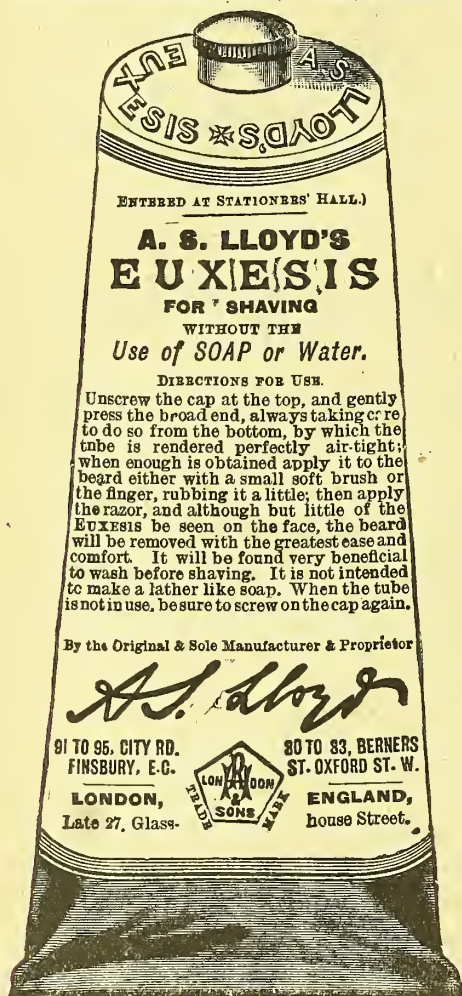 A.S. LLOYD'S EUXESIS
ENTERED AT STATIONERS' HALL.)
A. S. LLOYD'S
EUXESIS
FOR SHAVING
WITHOUT THE
Use of SOAP or Water.
DIRECTIONS FOR USE.
Unscrew the cap at the top, and gently
press the broad end, always taking care
to do so from the bottom, by which the
tube is rendered perfectly air-tight;
when enough is obtained apply it to the
beard either with a small soft brush or
the finger, rubbing it a little; then apply
the razor, and although but little of the
EUXESIS be seen on the face, the beard
will be removed with the greatest ease and
comfort. It will be found very beneficial
to wash before shaving. It is not intended
to make a lather like soap. When the tube
is not in use, be sure to screw on the cap again.
By the Original & Sole Manufacturer & Proprietor
A.S. Lloyd
91 TO 95, CITY RD.
FINSBURY, E.C.
LONDON,
Late 27, Glass-
LONDON
& SONS
TRADE MARK
80 TO 83, BERNERS
ST. OXFORD ST. W.
ENGLAND,
house Street.